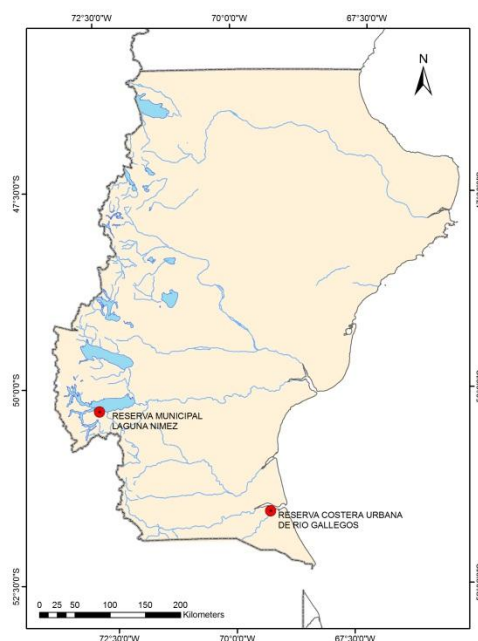 72°30'0"W 70°0'0"W 67°30'0"W
N
47°30'0"S
50°0'0"S
RESERVA MUNICIPAL
LAGUNA NIMEZ
RESERVA COSTERA URBANA
DE RIO GALLEGOS
52°30'0"S
0 25 50 100 150 200
Kilometers
72°30'0"W 70°0'0"W 67°30'0"W